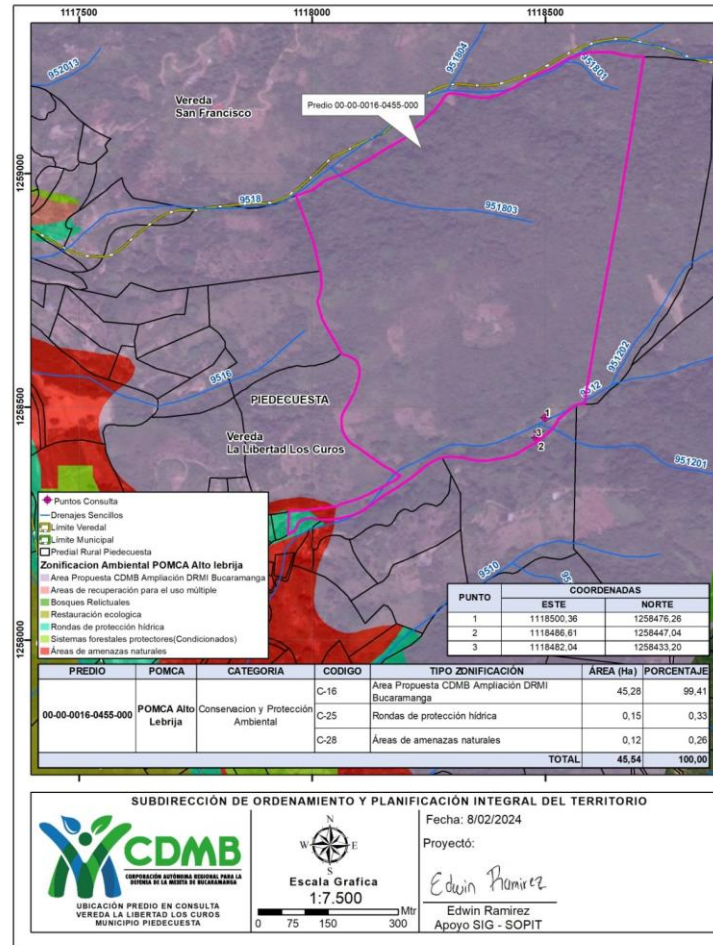 1117500
1118000
1118500
952013
951804
951801
Vereda
San Francisco
Predio 00-00-0016-0455-000
1259000
9518
951803
951202
9516
9512
1258500
PIEDECUESTA
1
3
2
Vereda
La Libertad Los Curos
951201
9510
1258000
Puntos Consulta
Drenajes Sencillos
Límite Veredal
Límite Municipal
Predial Rural Piedecuesta
Zonificacion Ambiental POMCA Alto lebrija
Area Propuesta CDMB Ampliación DRMI Bucaramanga
Areas de recuperación para el uso múltiple
Bosques Relictuales
Restauración ecologica
Rondas de protección hídrica
Sistemas forestales protectores(Condicionados)
Áreas de amenazas naturales
PUNTO COORDENADAS
ESTE NORTE
1 1118500,36 1258476,26
2 1118486,61 1258447,04
3 1118482,04 1258433,20
PREDIO POMCA CATEGORIA CODIGO TIPO ZONIFICACIÓN ÁREA (Ha) PORCENTAJE
00-00-0016-0455-000 POMCA Alto Lebrija Conservacion y Protección Ambiental
C-16 Area Propuesta CDMB Ampliación DRMI Bucaramanga 45,28 99,41
C-25 Rondas de protección hídrica 0,15 0,33
C-28 Áreas de amenazas naturales 0,12 0,26
TOTAL 45,54 100,00
SUBDIRECCIÓN DE ORDENAMIENTO Y PLANIFICACIÓN INTEGRAL DEL TERRITORIO
CDMB
CORPORACIÓN AUTÓNOMA REGIONAL PARA LA
DEFENSA DE LA MESETA DE BUCARAMANGA
UBICACIÓN PREDIO EN CONSULTA
VEREDA LA LIBERTAD LOS CUROS
MUNICIPIO PIEDECUESTA
N
W E
S
Escala Grafica
1:7.500
0 75 150 300 Mtr
Fecha: 8/02/2024
Proyectó:
Edwin Ramirez
Edwin Ramirez
Apoyo SIG - SOPIT